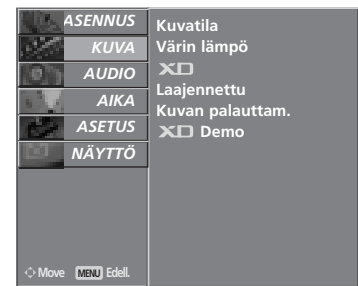 ASENNUS
KUVA
AUDIO
AIKA
ASETUS
NÄYTTÖ
Move MENU Edell.
Kuvatila
Värin lämpö
XD
Laajennettu
Kuvan palauttam.
XD Demo